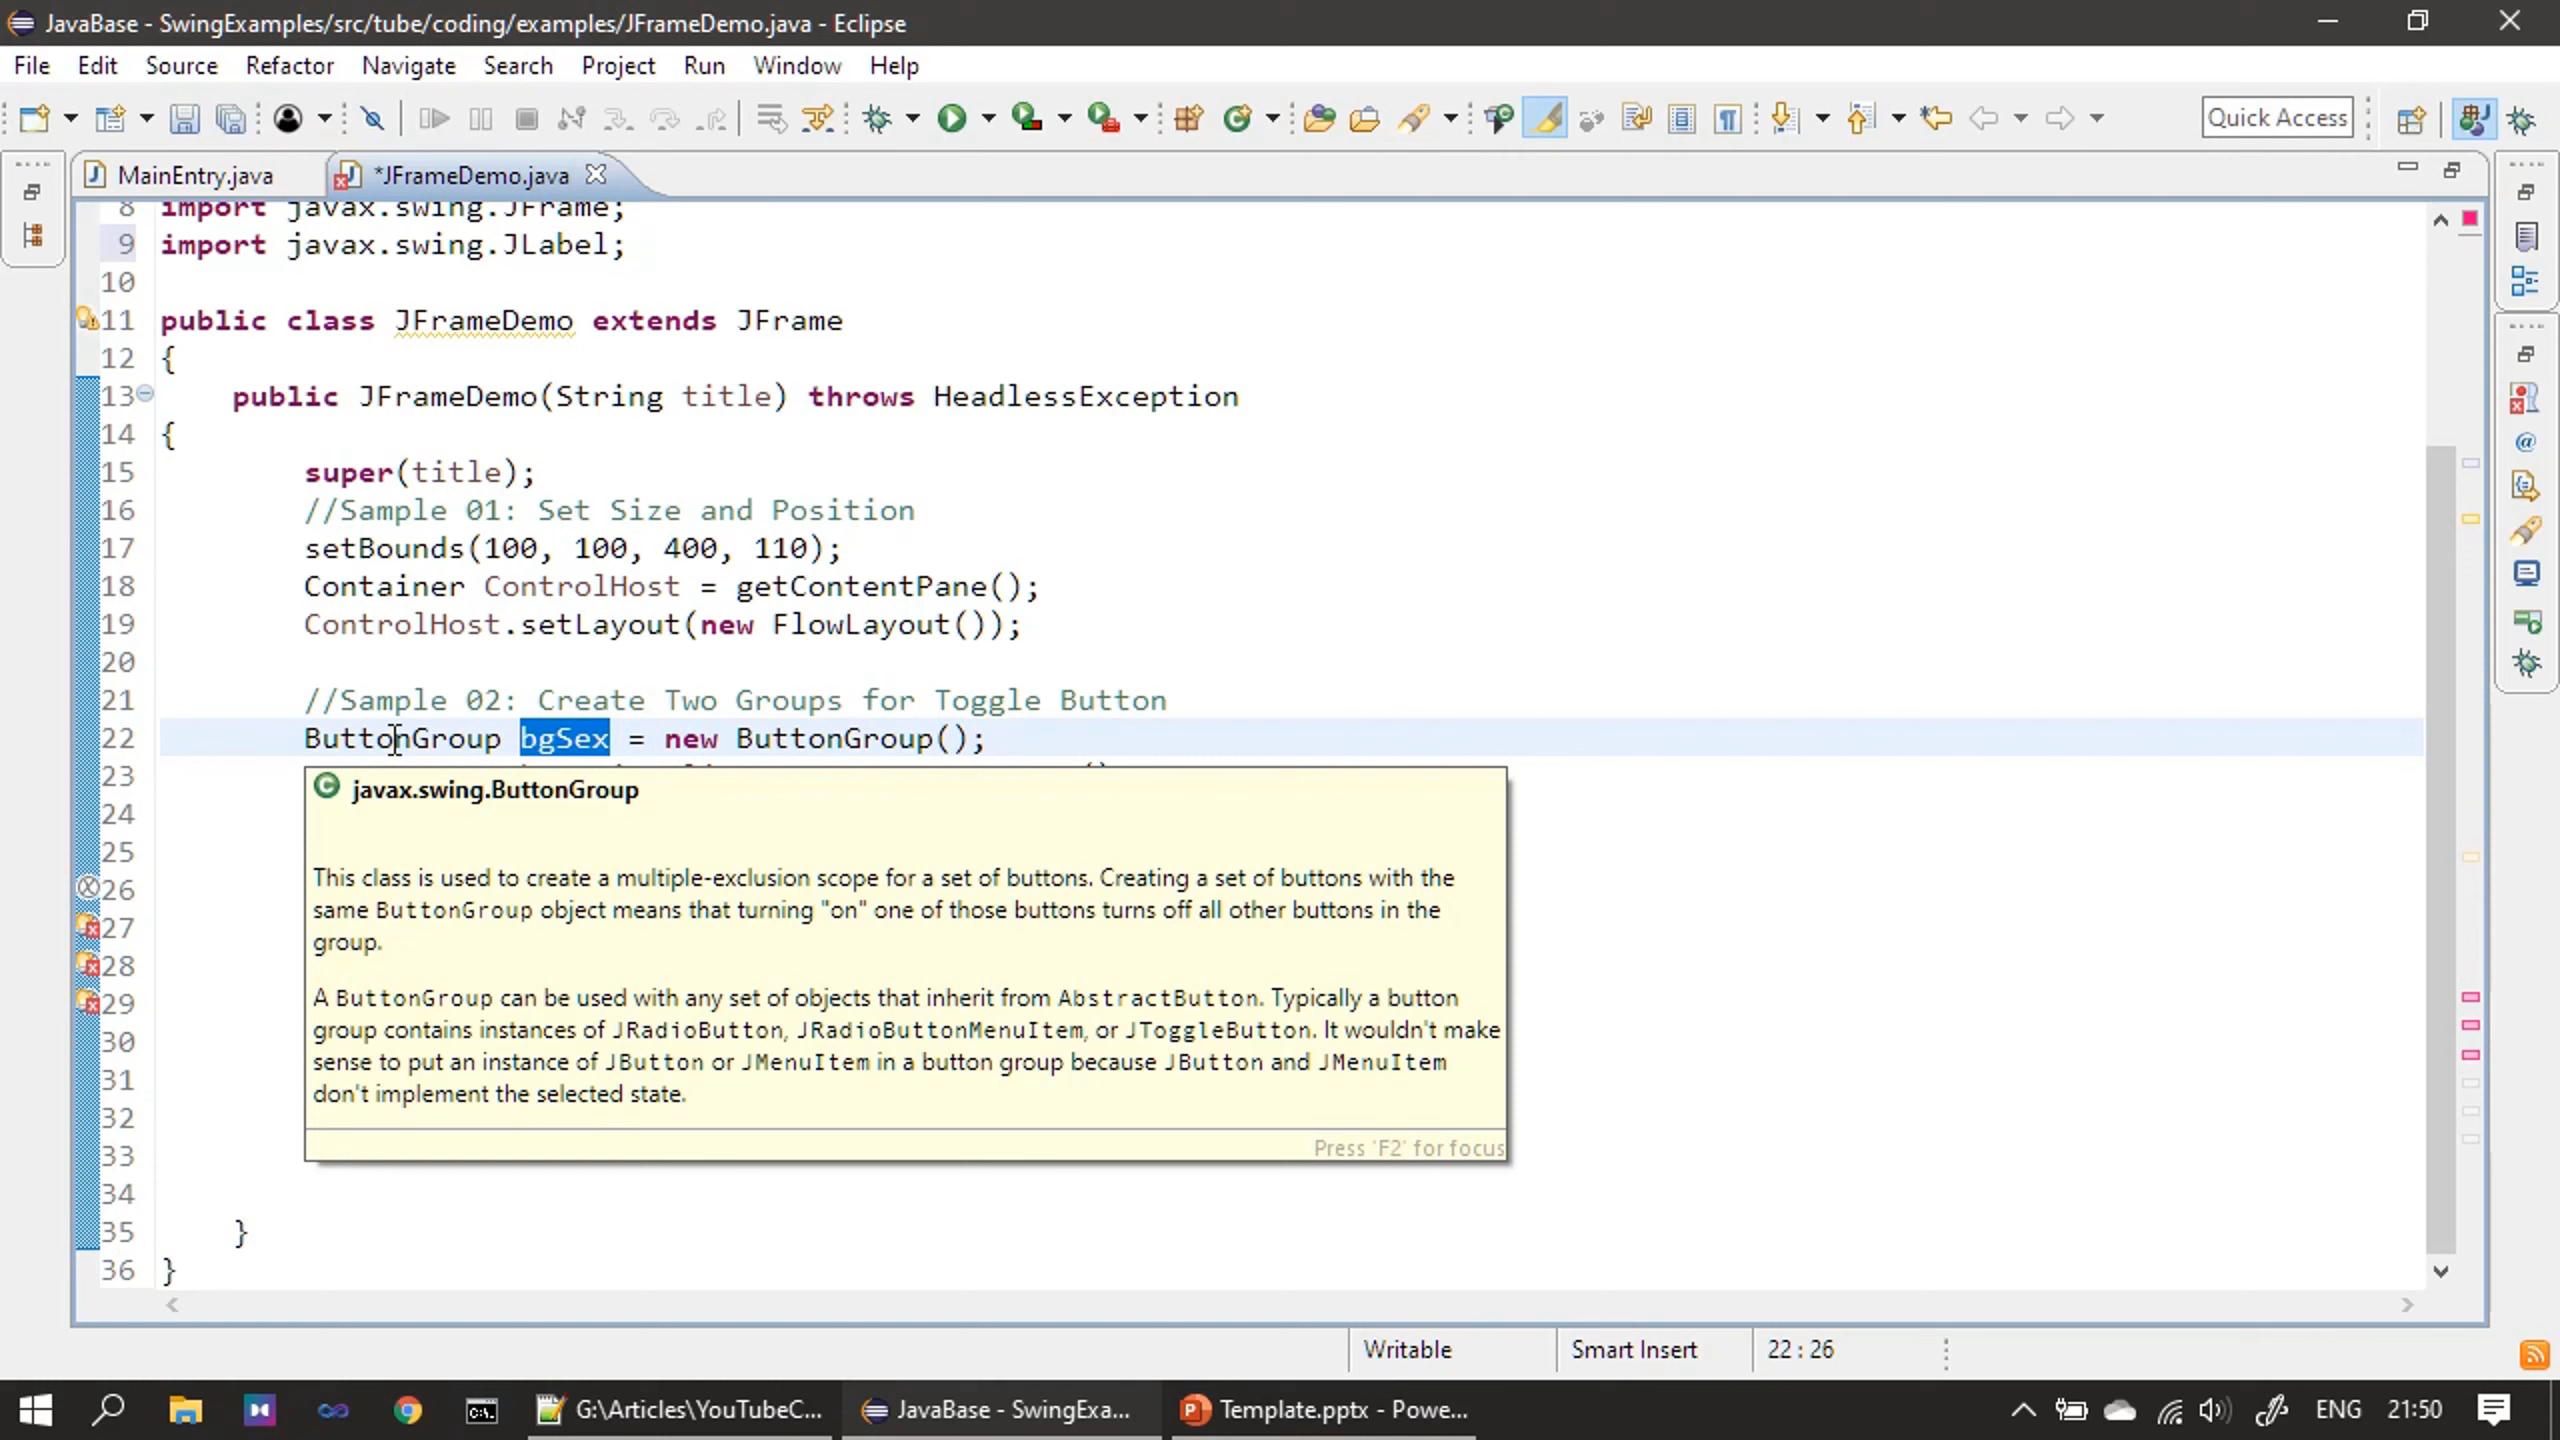 JavaBase - SwingExamples/src/tube/coding/examples/JFrameDemo.java - Eclipse
File Edit Source Refactor Navigate Search Project Run Window Help
Quick Access
MainEntry.java *JFrameDemo.java
8 import javax.swing.JFrame;
9 import javax.swing.JLabel;
10
11 public class JFrameDemo extends JFrame
12 {
13 public JFrameDemo(String title) throws HeadlessException
14 {
15 super(title);
16 //Sample 01: Set Size and Position
17 setBounds(100, 100, 400, 110);
18 Container ControlHost = getContentPane();
19 ControlHost.setLayout(new FlowLayout());
20
21 //Sample 02: Create Two Groups for Toggle Button
22 ButtonGroup bgSex = new ButtonGroup();
23
javax.swing.ButtonGroup
24
25
This class is used to create a multiple-exclusion scope for a set of buttons. Creating a set of buttons with the
26
same ButtonGroup object means that turning "on" one of those buttons turns off all other buttons in the
27
group.
28
A ButtonGroup can be used with any set of objects that inherit from AbstractButton. Typically a button
29
group contains instances of JRadioButton, JRadioButtonMenuItem, or JToggleButton. It wouldn't make
30
sense to put an instance of JButton or JMenuItem in a button group because JButton and JMenuItem
31
don't implement the selected state.
32
Press 'F2' for focus
33
34
35 }
36 }
Writable Smart Insert 22 : 26
G:\Articles\YouTubeC... JavaBase - SwingExa... Template.pptx - Powe... ENG 21:50